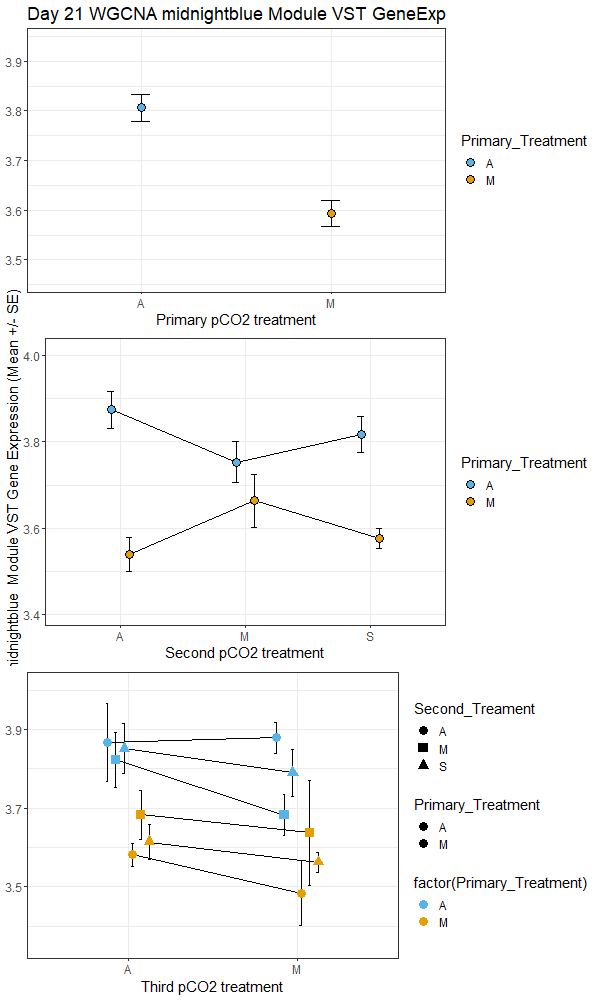 Day 21 WGCNA midnightblue Module VST GeneExp
3.9
3.8
3.7
3.6
3.5
A
M
Primary pCO2 treatment
Primary_Treatment
A
M
midnightblue Module VST Gene Expression (Mean +/- SE)
4.0
3.8
3.6
3.4
A
M
S
Second pCO2 treatment
Primary_Treatment
A
M
3.9
3.7
3.5
A
M
Third pCO2 treatment
Second_Treament
A
M
S
Primary_Treatment
A
M
factor(Primary_Treatment)
A
M